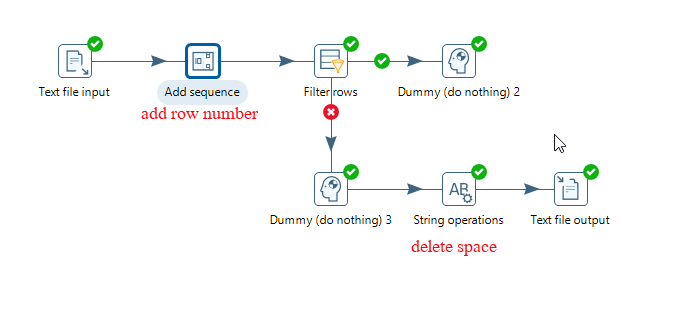 Text file input
Add sequence
Filter rows
Dummy (do nothing) 2
add row number
Dummy (do nothing) 3
AB
String operations
Text file output
delete space